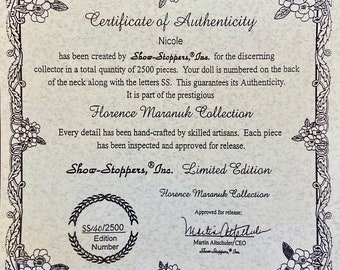 Certificate of Authenticity
Nicole
has been created by Show-Stoppers,® Inc. for the discerning
collector in a total quantity of 2500 pieces. Your doll is numbered on the back
of the neck along with the letters SS. This guarantees its Authenticity.
It is part of the prestigious
Florence Maranuk Collection
Every detail has been hand-crafted by skilled artisans. Each piece
has been inspected and approved for release.
Show-Stoppers,® Inc. Limited Edition
Florence Maranuk Collection
SS/60/2500
Edition
Number
Approved for release:
Martin Altschuler
Martin Altschuler/CEO
Show-Stoppers,® Inc.